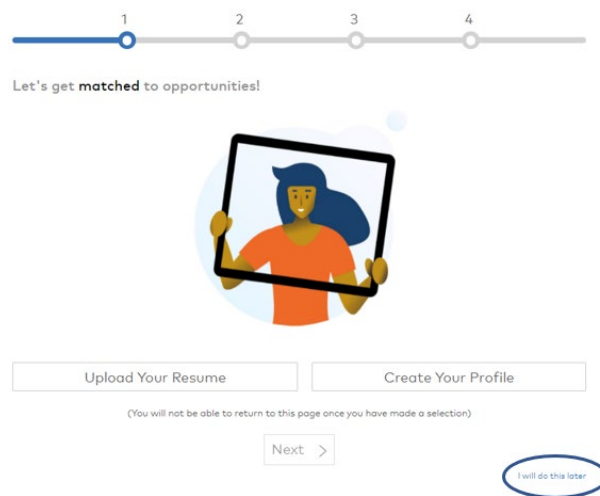 1 2 3 4
Let's get matched to opportunities!
Upload Your Resume Create Your Profile
(You will not be able to return to this page once you have made a selection)
Next >
I will do this later